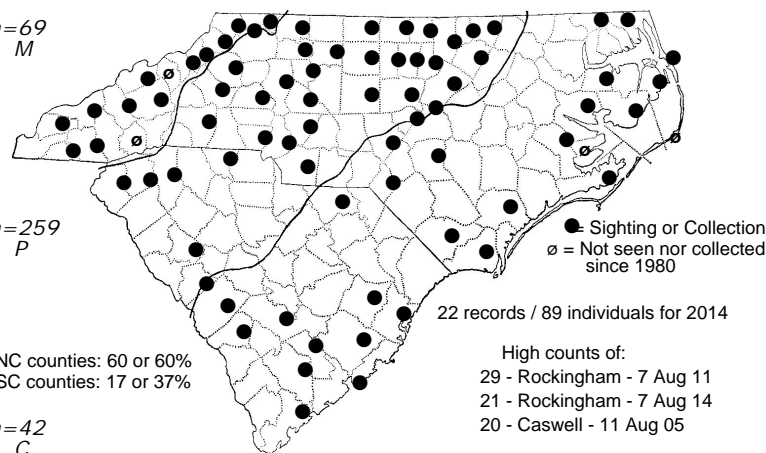 n=69
M
n=259
P
= Sighting or Collection
ø = Not seen nor collected
since 1980
22 records / 89 individuals for 2014
NC counties: 60 or 60%
SC counties: 17 or 37%
High counts of:
29 - Rockingham - 7 Aug 11
21 - Rockingham - 7 Aug 14
20 - Caswell - 11 Aug 05
n=42
C